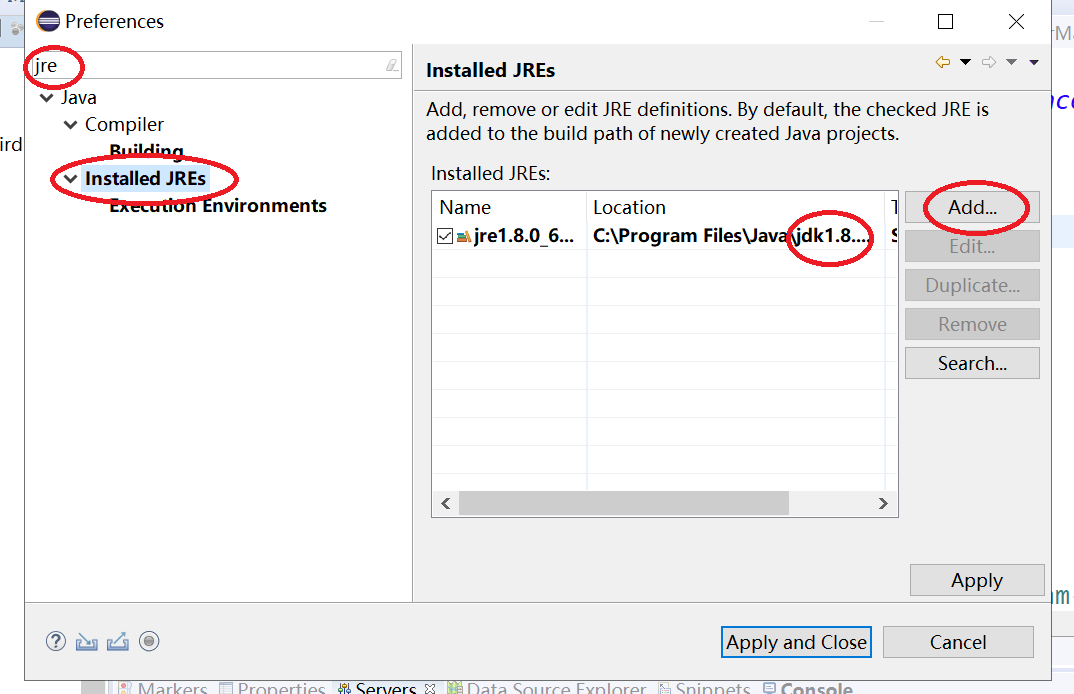 Preferences
jre
Java
Compiler
Building
Installed JREs
Execution Environments
Installed JREs
Add, remove or edit JRE definitions. By default, the checked JRE is
added to the build path of newly created Java projects.
Installed JREs:
Name Location
jre1.8.0_6... C:\Program Files\Java\jdk1.8....
Add...
Edit...
Duplicate...
Remove
Search...
Apply
Apply and Close
Cancel
ird
Markers Properties Servers Data Source Explorer Snippets Console